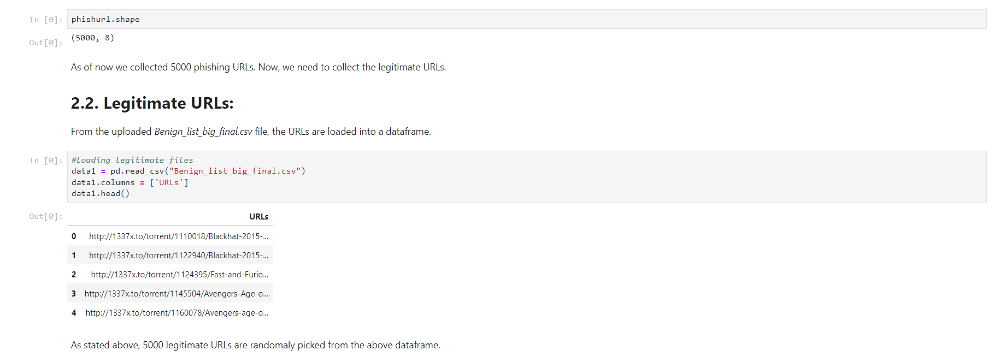 In [0]: phishurl.shape
Out[0]: (5000, 8)
As of now we collected 5000 phishing URLs. Now, we need to collect the legitimate URLs.
2.2. Legitimate URLs:
From the uploaded Benign_list_big_final.csv file, the URLs are loaded into a dataframe.
In [0]: #Loading legitimate files
data1 = pd.read_csv("Benign_list_big_final.csv")
data1.columns = ['URLs']
data1.head()
Out[0]: URLs
0 http://1337x.to/torrent/1110018/Blackhat-2015-...
1 http://1337x.to/torrent/1122940/Blackhat-2015-...
2 http://1337x.to/torrent/1124395/Fast-and-Furio...
3 http://1337x.to/torrent/1145504/Avengers-Age-o...
4 http://1337x.to/torrent/1160078/Avengers-age-o...
As stated above, 5000 legitimate URLs are randomaly picked from the above dataframe.